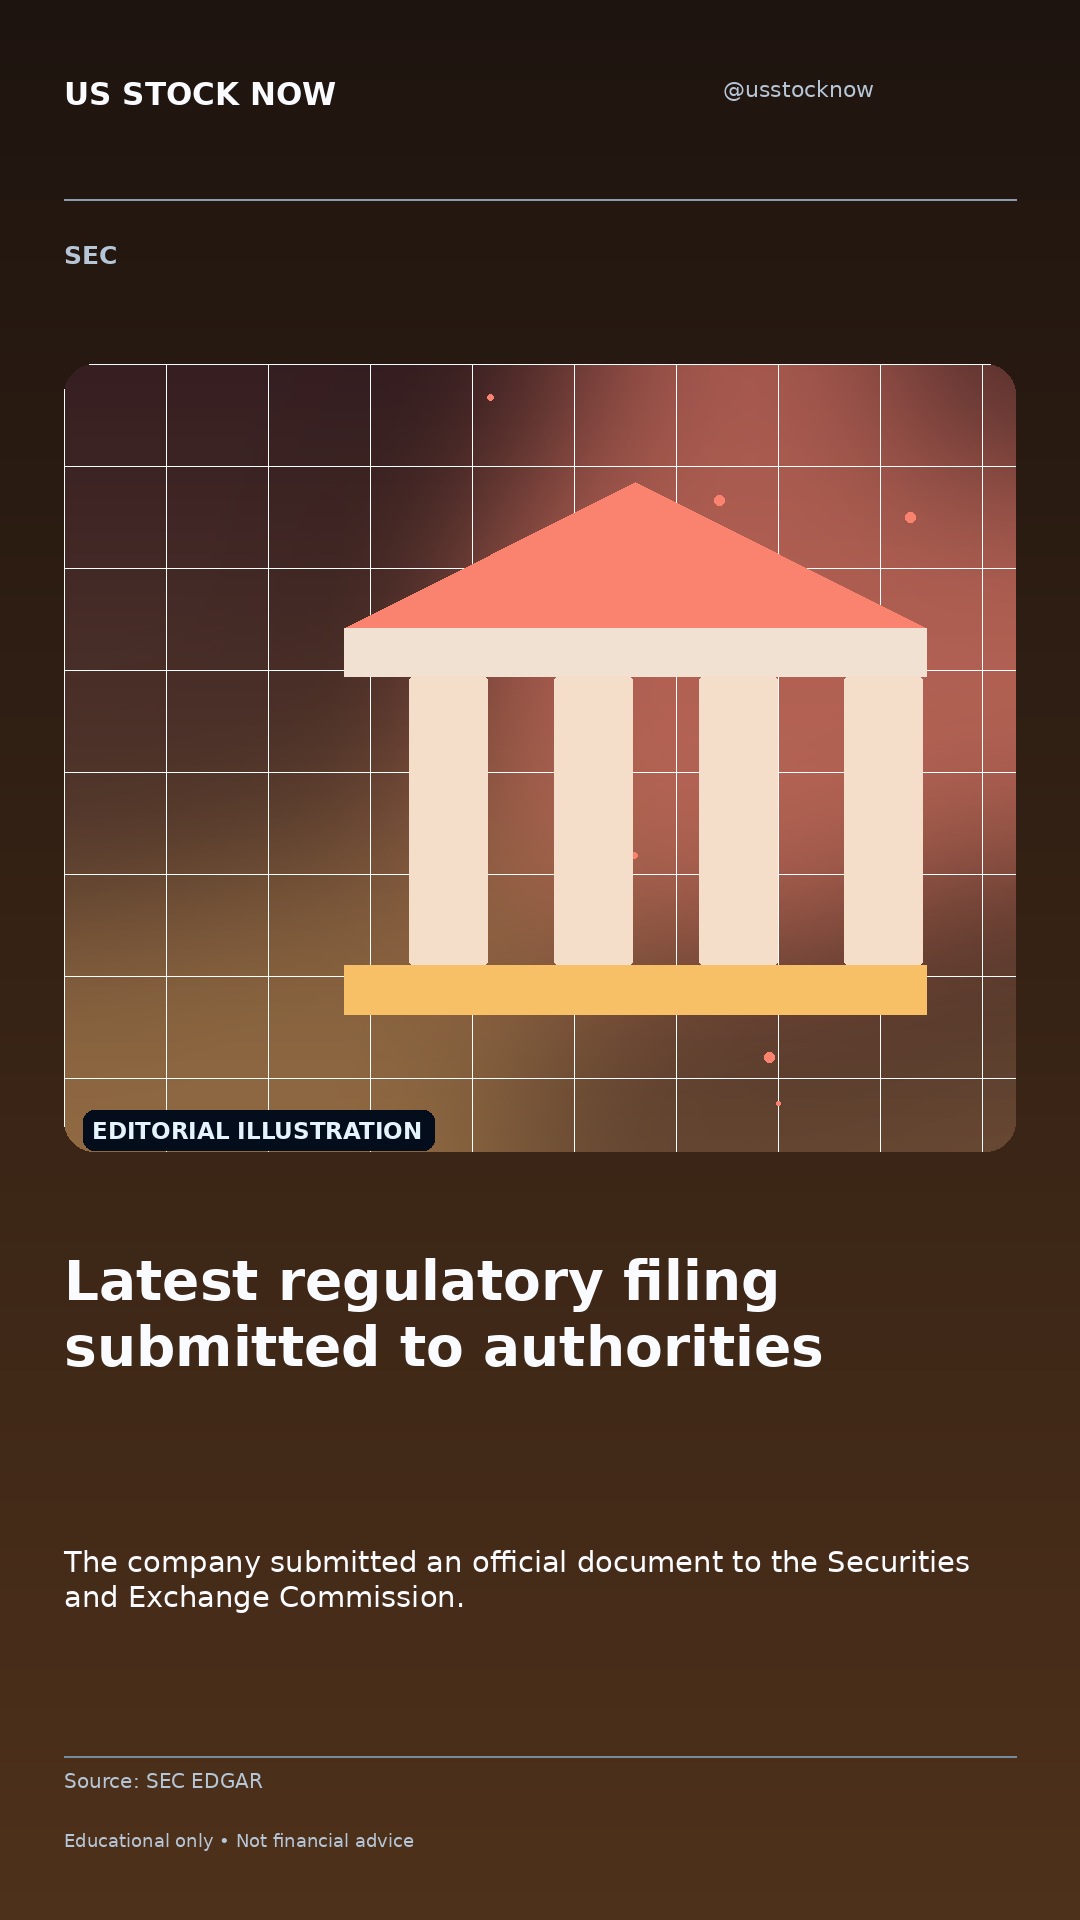 US STOCK NOW
@usstocknow
SEC
EDITORIAL ILLUSTRATION
Latest regulatory filing
submitted to authorities
The company submitted an official document to the Securities
and Exchange Commission.
Source: SEC EDGAR
Educational only • Not financial advice